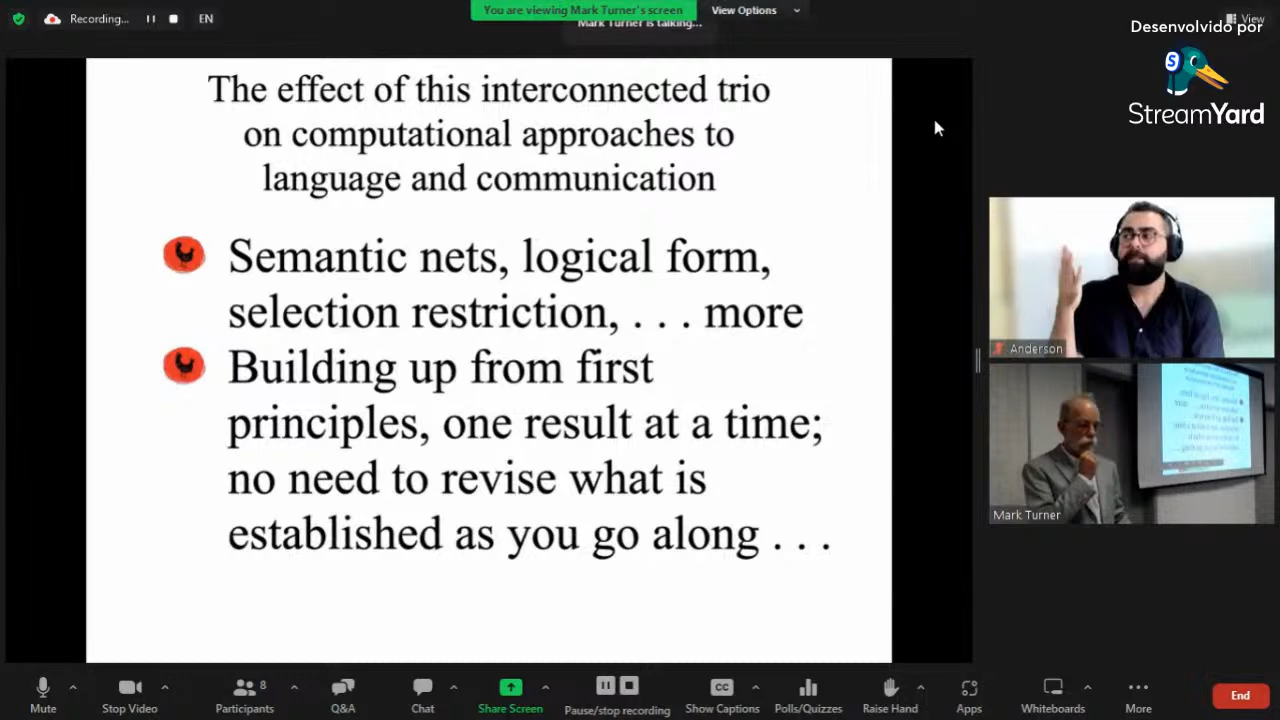 Recording...
EN
You are viewing Mark Turner's screen
View Options
Mark Turner is talking...
View
Desenvolvido por
S
StreamYard
The effect of this interconnected trio
on computational approaches to
language and communication
Semantic nets, logical form,
selection restriction, . . . more
Building up from first
principles, one result at a time;
no need to revise what is
established as you go along . . .
Anderson
Mark Turner
Mute
Stop Video
8
Participants
Q&A
Chat
Share Screen
Pause/stop recording
CC
Show Captions
Polls/Quizzes
Raise Hand
Apps
Whiteboards
More
End